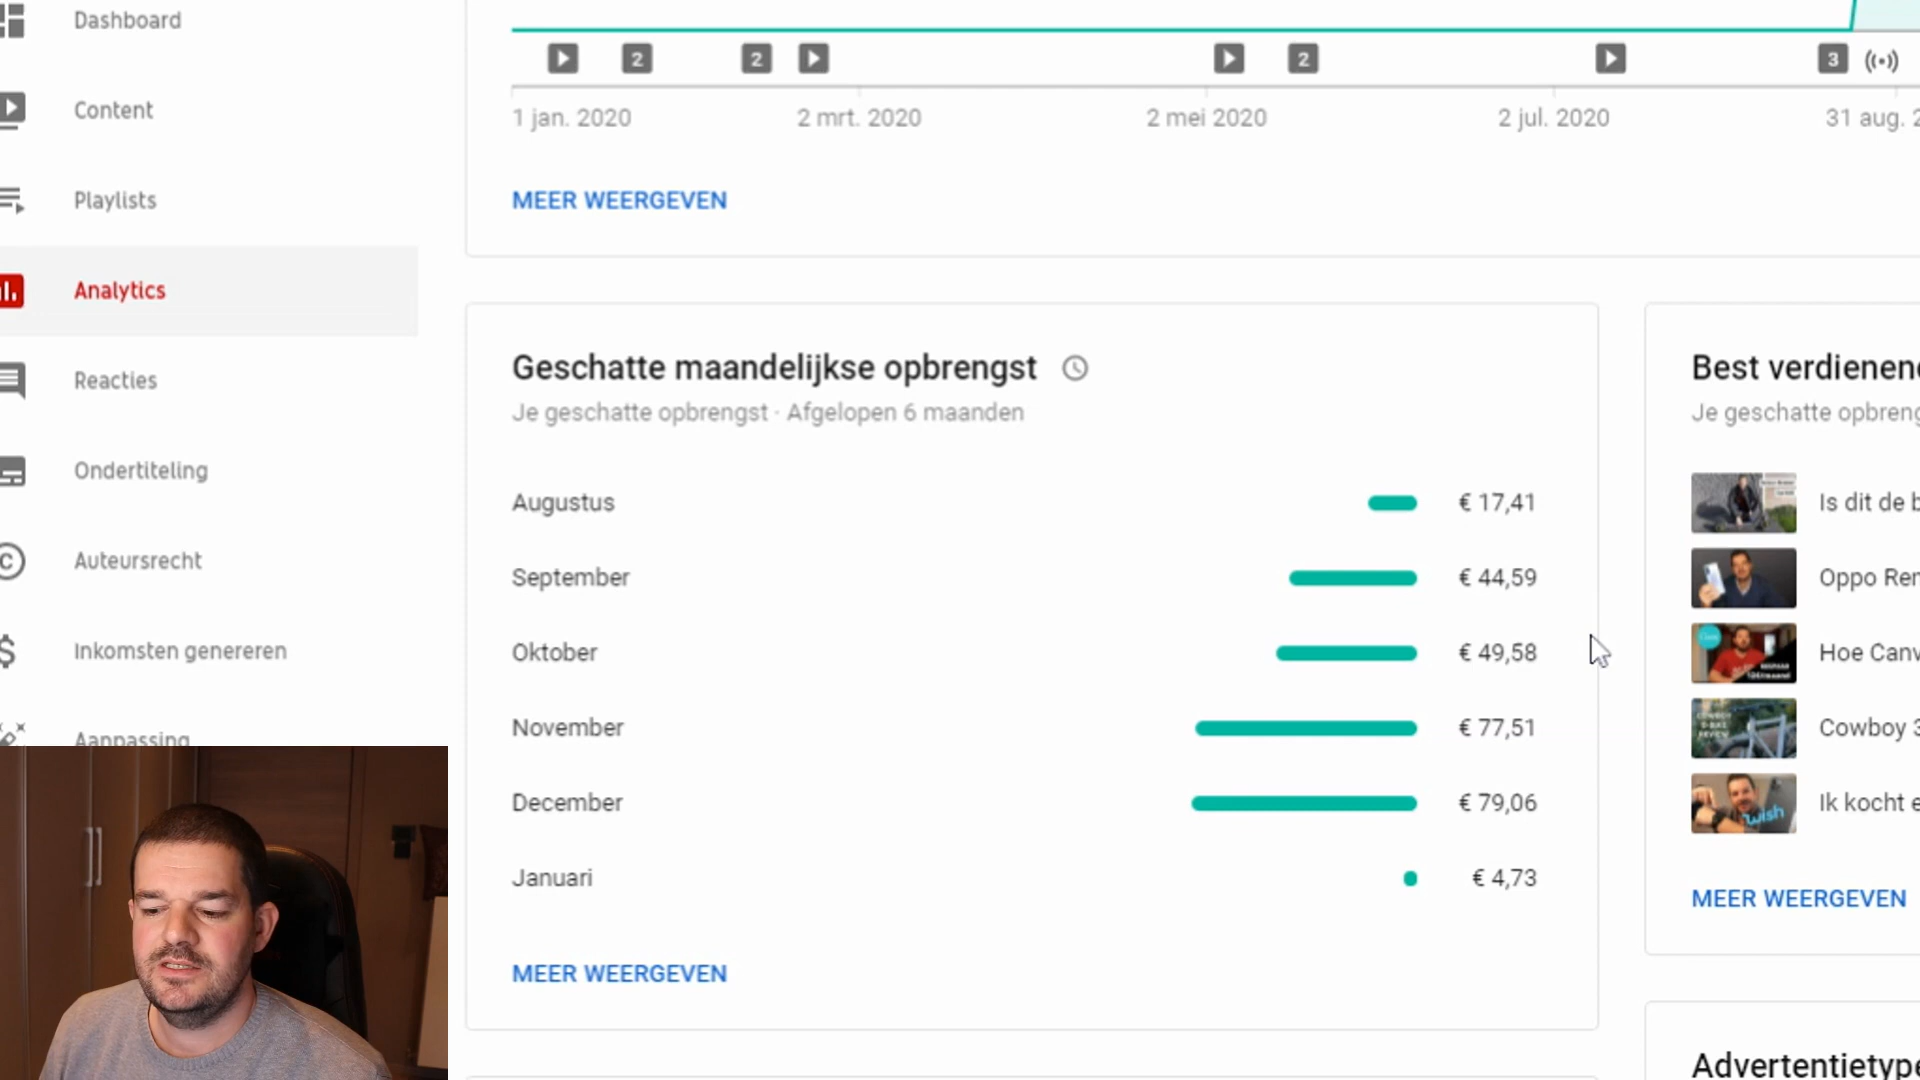 Dashboard
Content
Playlists
Analytics
Reacties
Ondertiteling
Auteursrecht
Inkomsten genereren
Aanpassing
2
2
2
3
1 jan. 2020
2 mrt. 2020
2 mei 2020
2 jul. 2020
31 aug.
MEER WEERGEVEN
Geschatte maandelijkse opbrengst
Je geschatte opbrengst · Afgelopen 6 maanden
Augustus € 17,41
September € 44,59
Oktober € 49,58
November € 77,51
December € 79,06
Januari € 4,73
MEER WEERGEVEN
Best verdienend
Je geschatte opbreng
Is dit de b
Oppo Ren
Hoe Canv
Cowboy 3
Ik kocht e
wish
MEER WEERGEVEN
Advertentietype